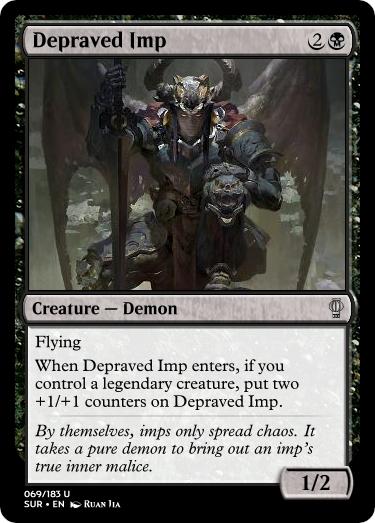 Depraved Imp 2
Creature — Demon
Flying
When Depraved Imp enters, if you
control a legendary creature, put two
+1/+1 counters on Depraved Imp.
By themselves, imps only spread chaos. It
takes a pure demon to bring out an imp's
true inner malice.
1/2
069/183 U
SUR • EN Ruan Jia